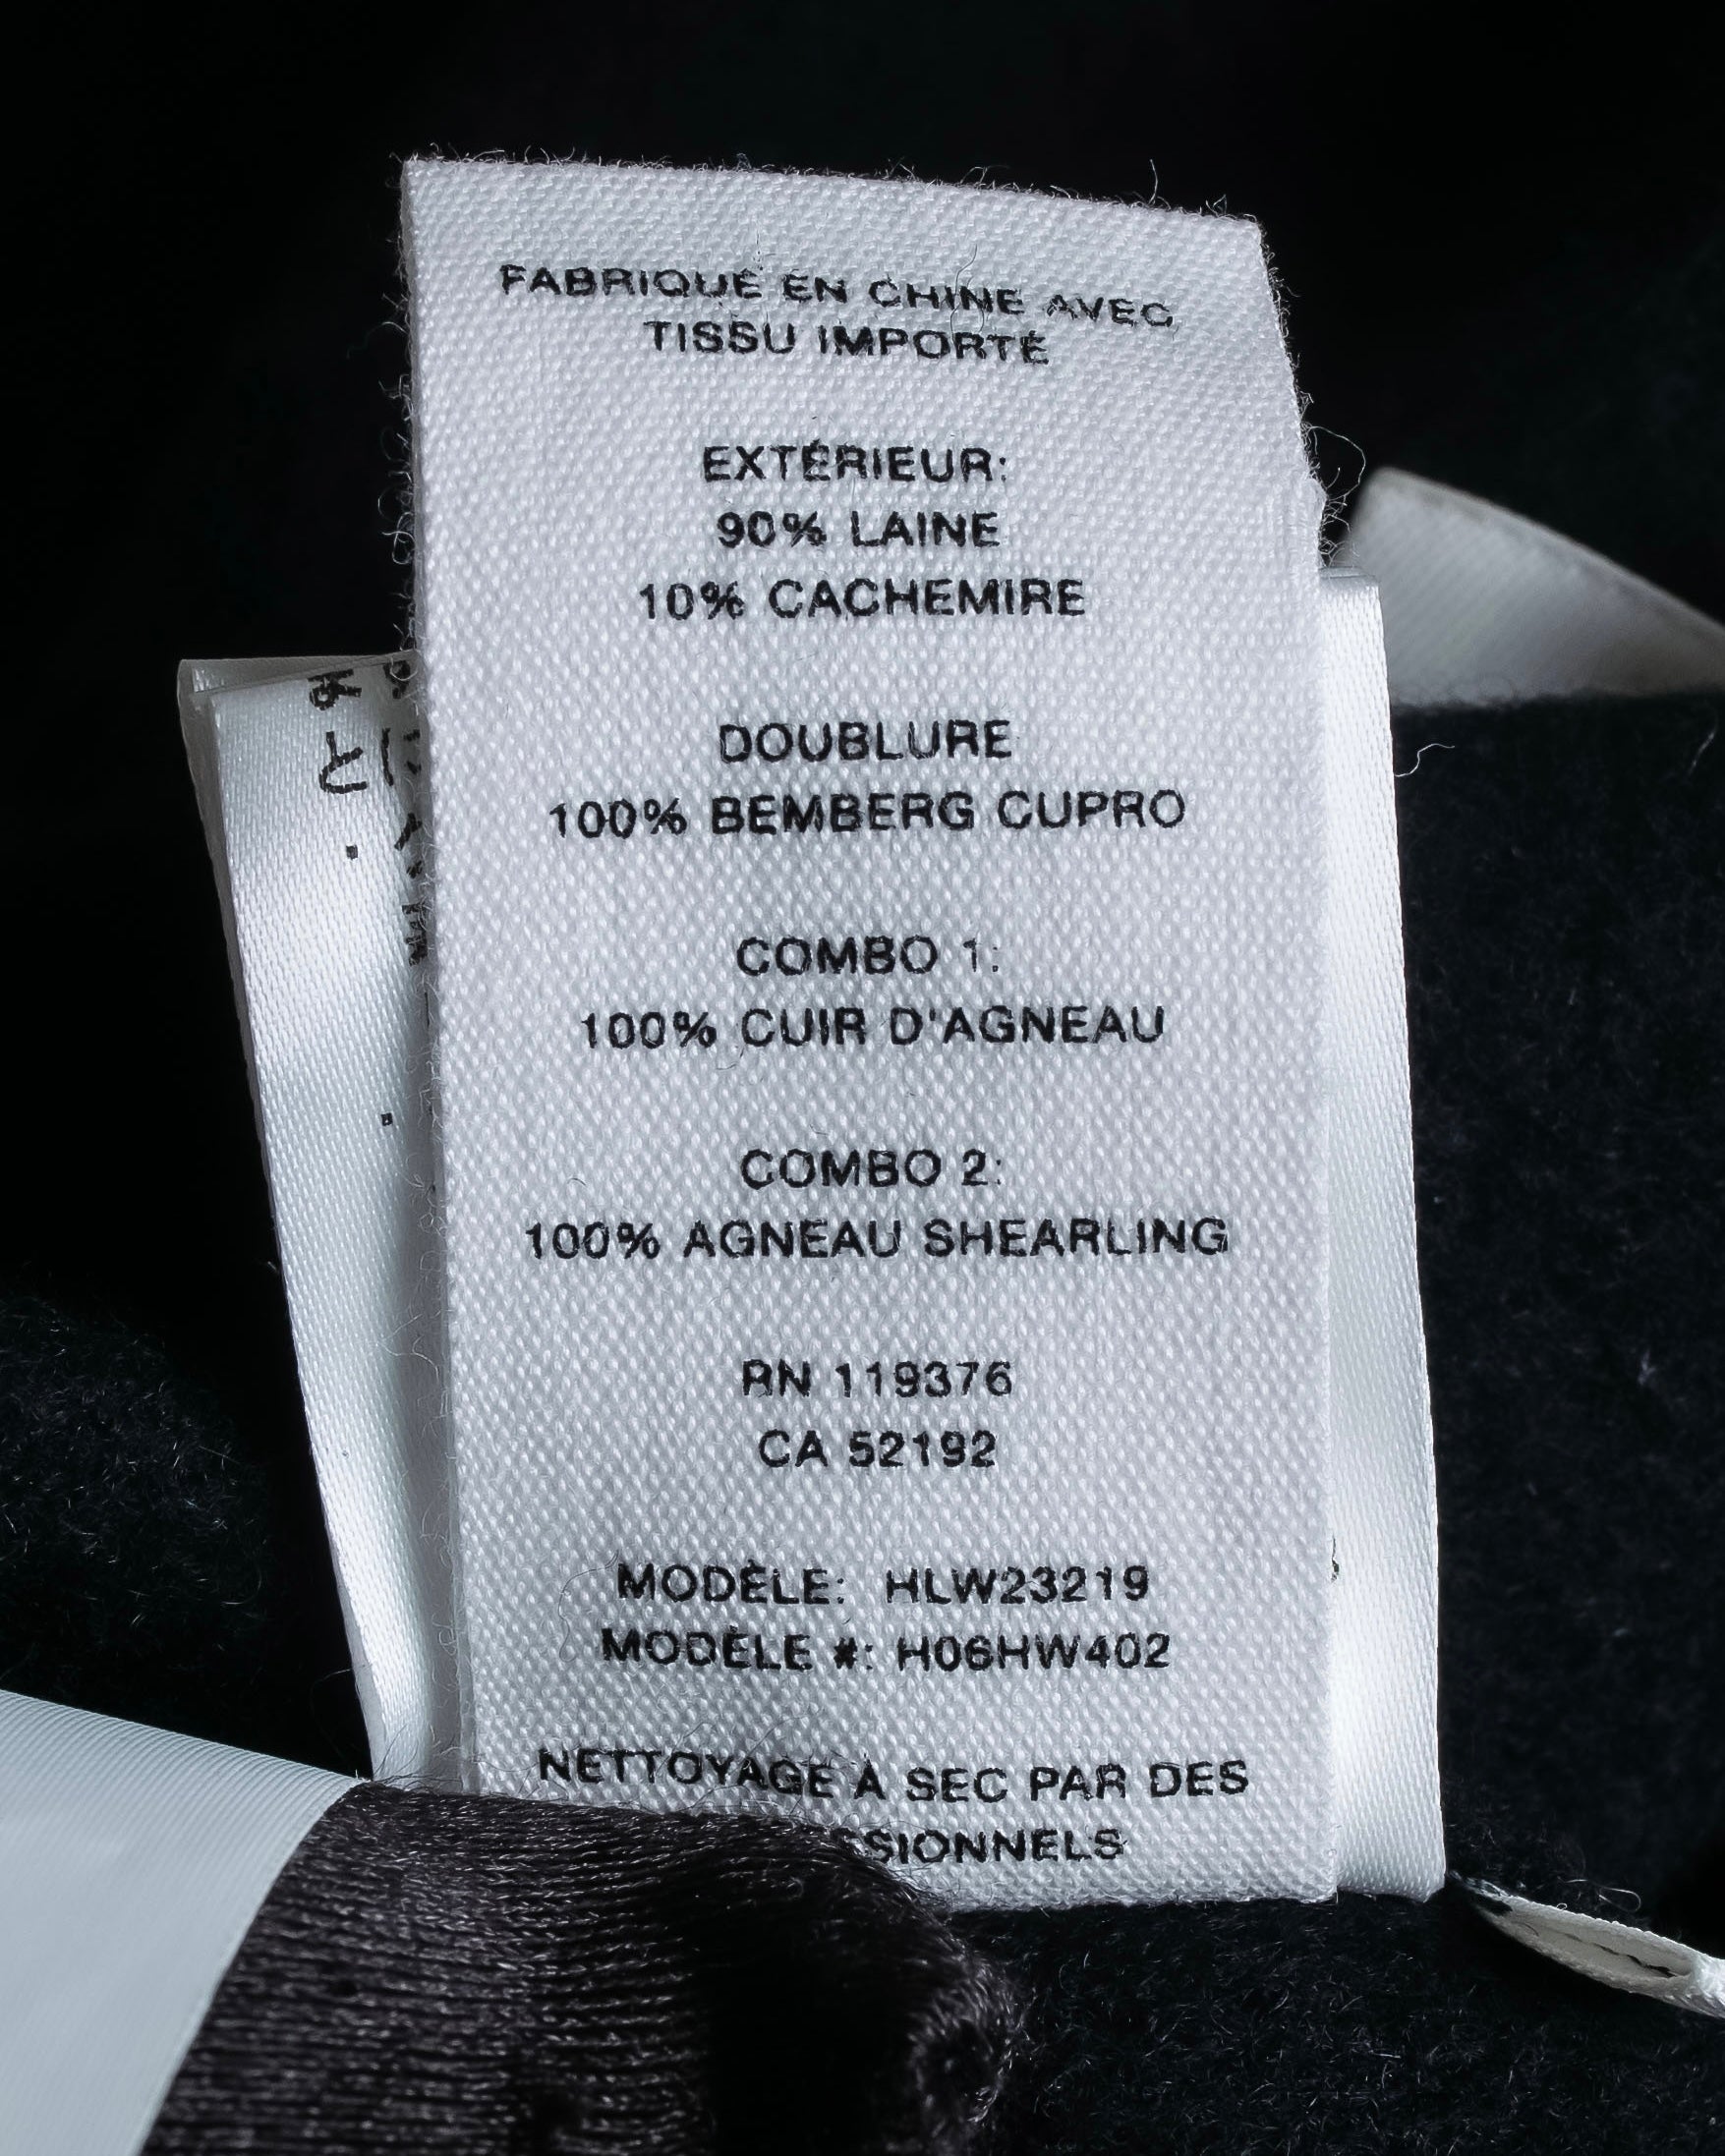 FABRIQUÉ EN CHINE AVEC
TISSU IMPORTÉ
EXTÉRIEUR:
90% LAINE
10% CACHEMIRE
DOUBLURE
100% BEMBERG CUPRO
COMBO 1:
100% CUIR D'AGNEAU
COMBO 2:
100% AGNEAU SHEARLING
RN 119376
CA 52192
MODÈLE: HLW23219
MODÈLE #: H06HW402
NETTOYAGE À SEC PAR DES